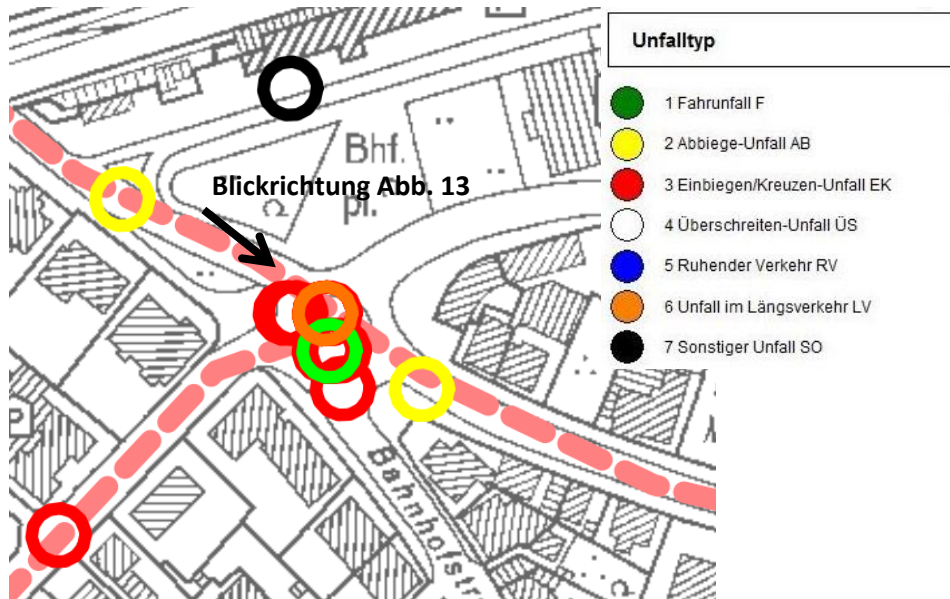 Bhf.
pl.
Blickrichtung Abb. 13
Bahnhofstr
Unfalltyp
1 Fahrunfall F
2 Abbiege-Unfall AB
3 Einbiegen/Kreuzen-Unfall EK
4 Überschreiten-Unfall ÜS
5 Ruhender Verkehr RV
6 Unfall im Längsverkehr LV
7 Sonstiger Unfall SO